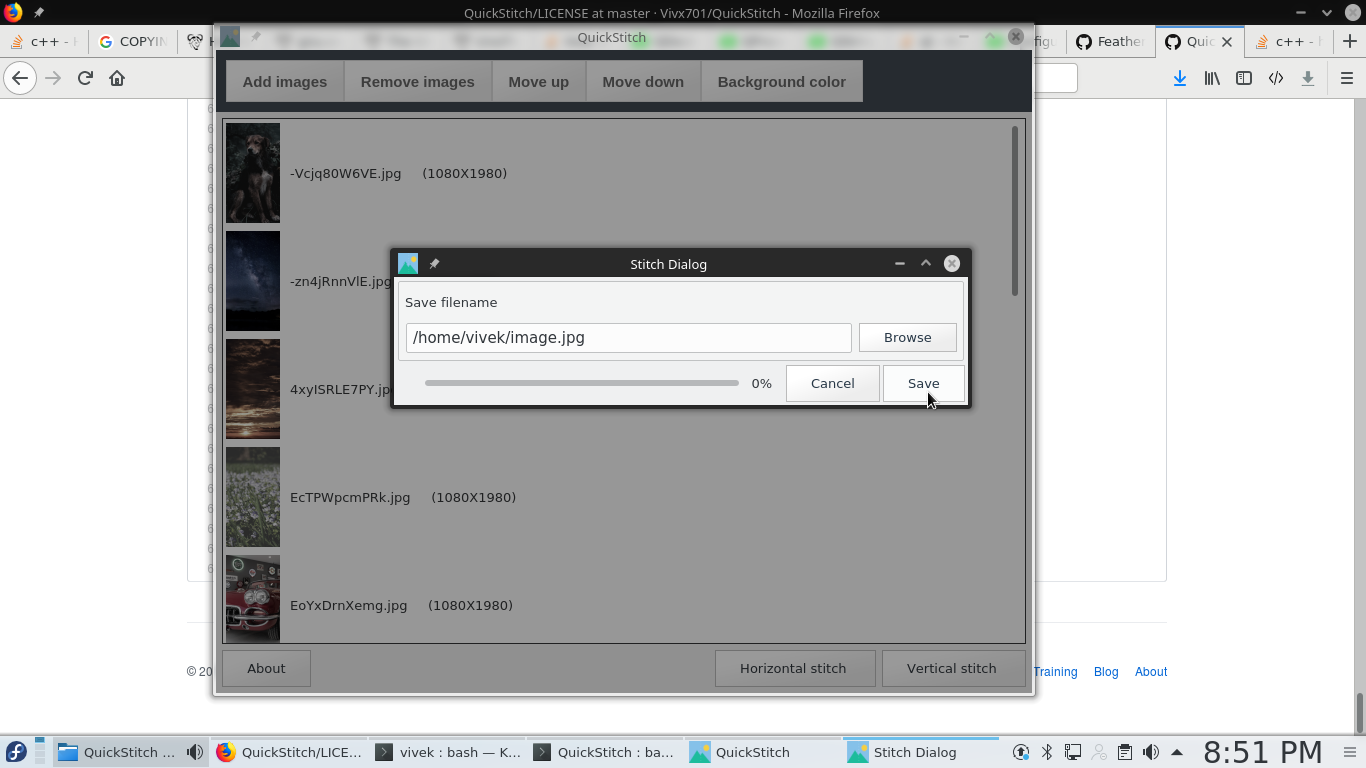 QuickStitch/LICENSE at master · Vivx701/QuickStitch - Mozilla Firefox
c++ -
COPYIN
QuickStitch
Feather
Quic
c++ -
Add images
Remove images
Move up
Move down
Background color
-Vcjq80W6VE.jpg (1080X1980)
-zn4jRnnVlE.jpg
4xyISRLE7PY.jp
EcTPWpcmPRk.jpg (1080X1980)
EoYxDrnXemg.jpg (1080X1980)
Stitch Dialog
Save filename
/home/vivek/image.jpg
Browse
0%
Cancel
Save
About
Horizontal stitch
Vertical stitch
© 20
Training
Blog
About
QuickStitch ...
QuickStitch/LICE...
vivek : bash — K...
QuickStitch : ba...
QuickStitch
Stitch Dialog
8:51 PM